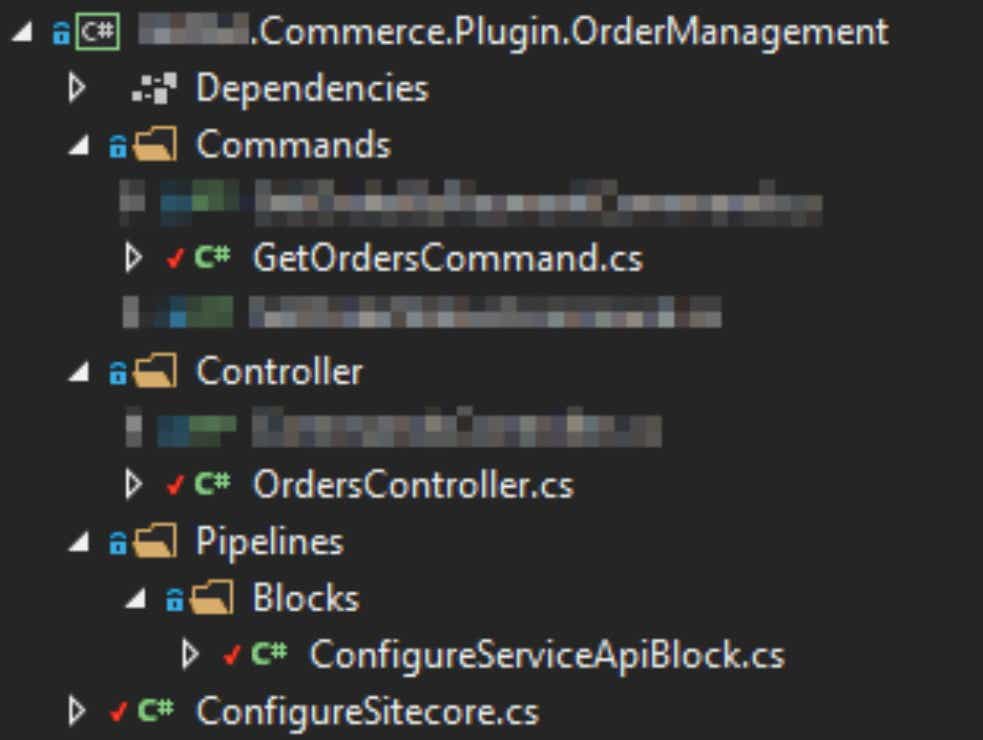 C# .Commerce.Plugin.OrderManagement
Dependencies
Commands
C# GetOrdersCommand.cs
Controller
C# OrdersController.cs
Pipelines
Blocks
C# ConfigureServiceApiBlock.cs
C# ConfigureSitecore.cs